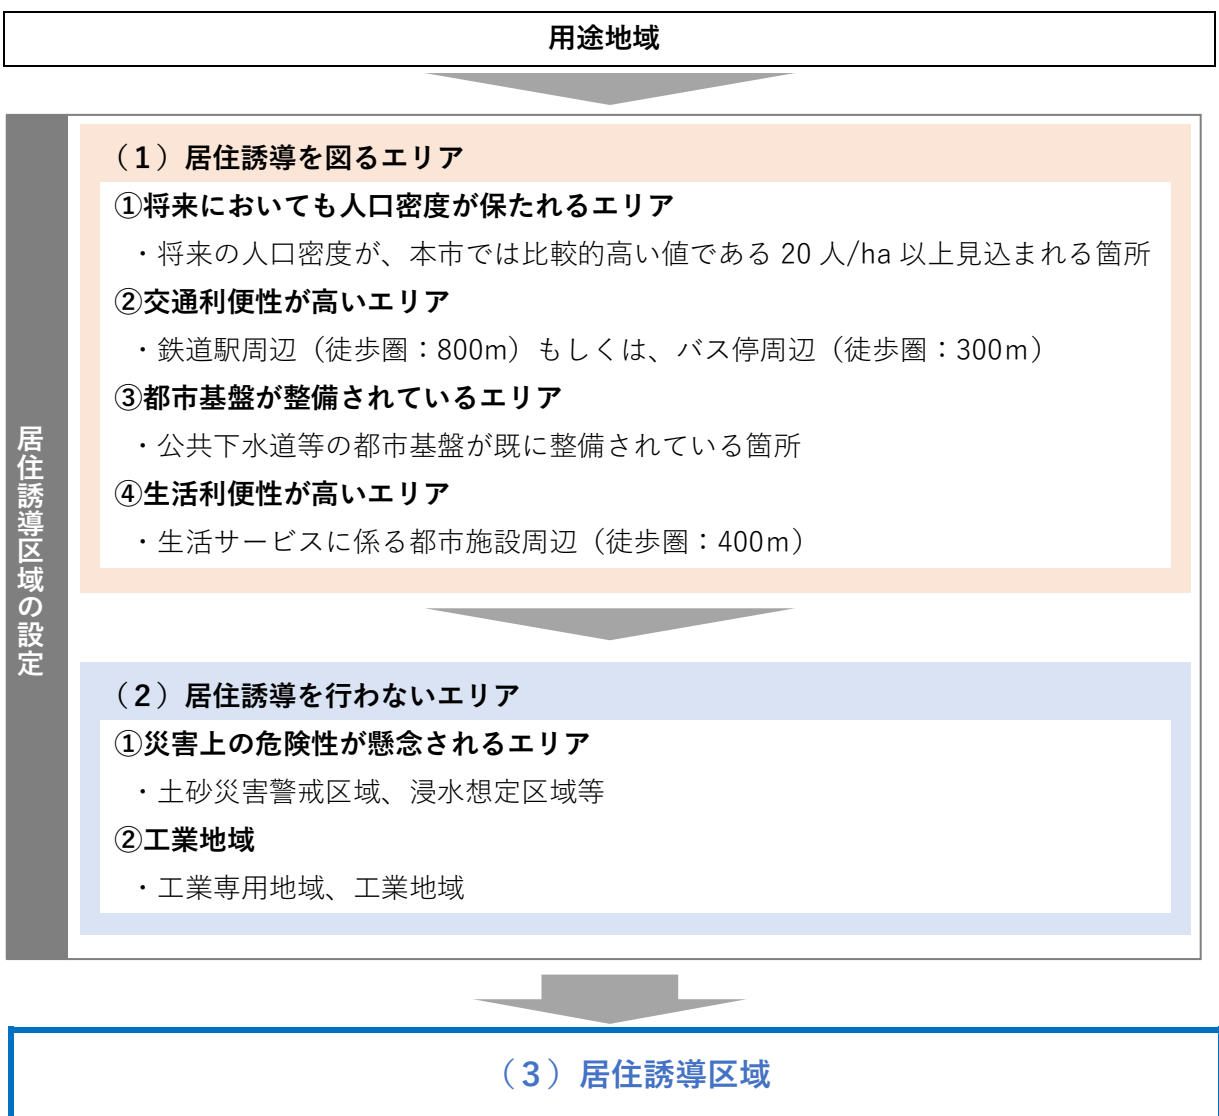 用途地域
居住誘導区域の設定
（１）居住誘導を図るエリア
①将来においても人口密度が保たれるエリア
・将来の人口密度が、本市では比較的高い値である 20 人/ha 以上見込まれる箇所
②交通利便性が高いエリア
・鉄道駅周辺（徒歩圏：800m）もしくは、バス停周辺（徒歩圏：300m）
③都市基盤が整備されているエリア
・公共下水道等の都市基盤が既に整備されている箇所
④生活利便性が高いエリア
・生活サービスに係る都市施設周辺（徒歩圏：400m）
（２）居住誘導を行わないエリア
①災害上の危険性が懸念されるエリア
・土砂災害警戒区域、浸水想定区域等
②工業地域
・工業専用地域、工業地域
（３）居住誘導区域